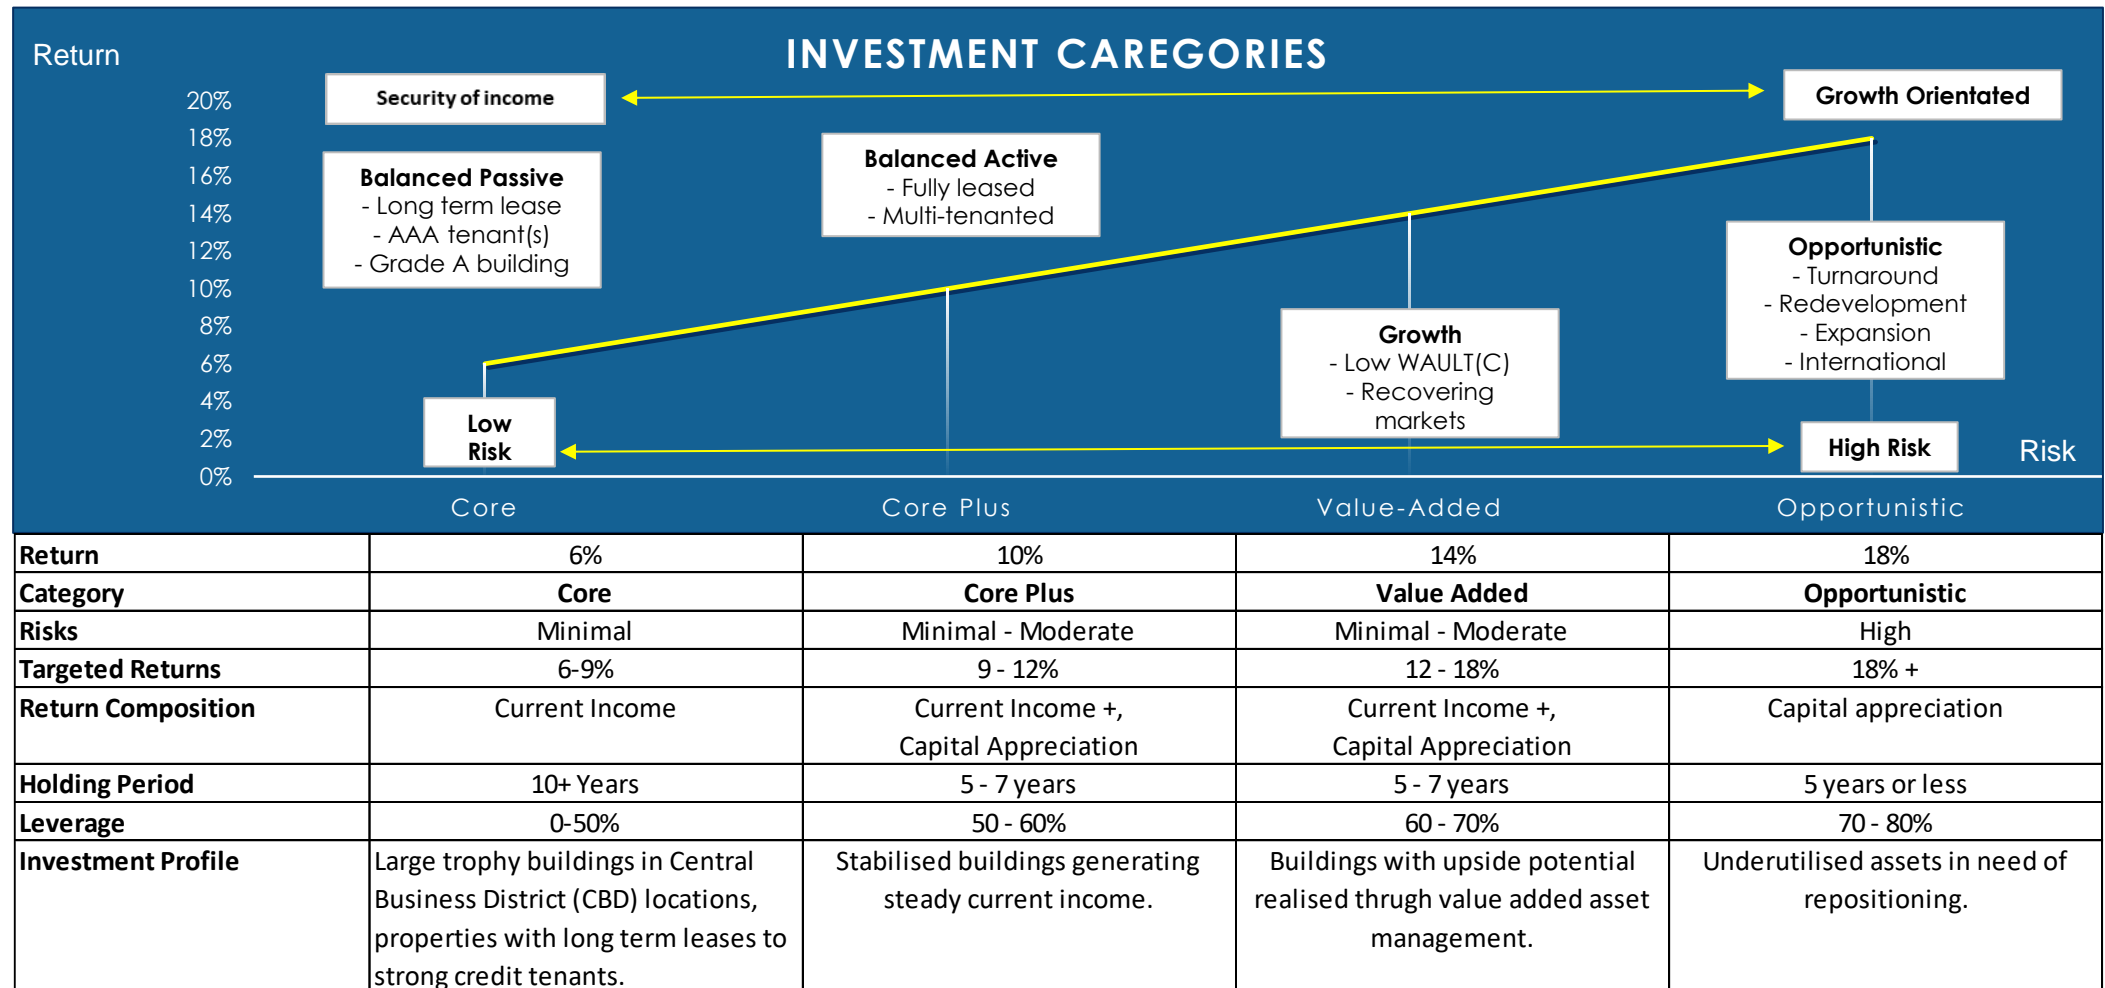 Return
INVESTMENT CAREGORIES
20%
18%
16%
14%
12%
10%
8%
6%
4%
2%
0%
Security of income
Growth Orientated
Balanced Passive
- Long term lease
- AAA tenant(s)
- Grade A building
Balanced Active
- Fully leased
- Multi-tenanted
Growth
- Low WAULT(C)
- Recovering
markets
Opportunistic
- Turnaround
- Redevelopment
- Expansion
- International
Low
Risk
High Risk
Risk
Core
Core Plus
Value-Added
Opportunistic
Return 6% 10% 14% 18%
Category Core Core Plus Value Added Opportunistic
Risks Minimal Minimal - Moderate Minimal - Moderate High
Targeted Returns 6-9% 9 - 12% 12 - 18% 18% +
Return Composition Current Income Current Income +, Current Income +, Capital appreciation
Capital Appreciation Capital Appreciation
Holding Period 10+ Years 5 - 7 years 5 - 7 years 5 years or less
Leverage 0-50% 50 - 60% 60 - 70% 70 - 80%
Investment Profile Large trophy buildings in Central Stabilised buildings generating Buildings with upside potential Underutilised assets in need of
Business District (CBD) locations, steady current income. realised thrugh value added asset repositioning.
properties with long term leases to management.
strong credit tenants.